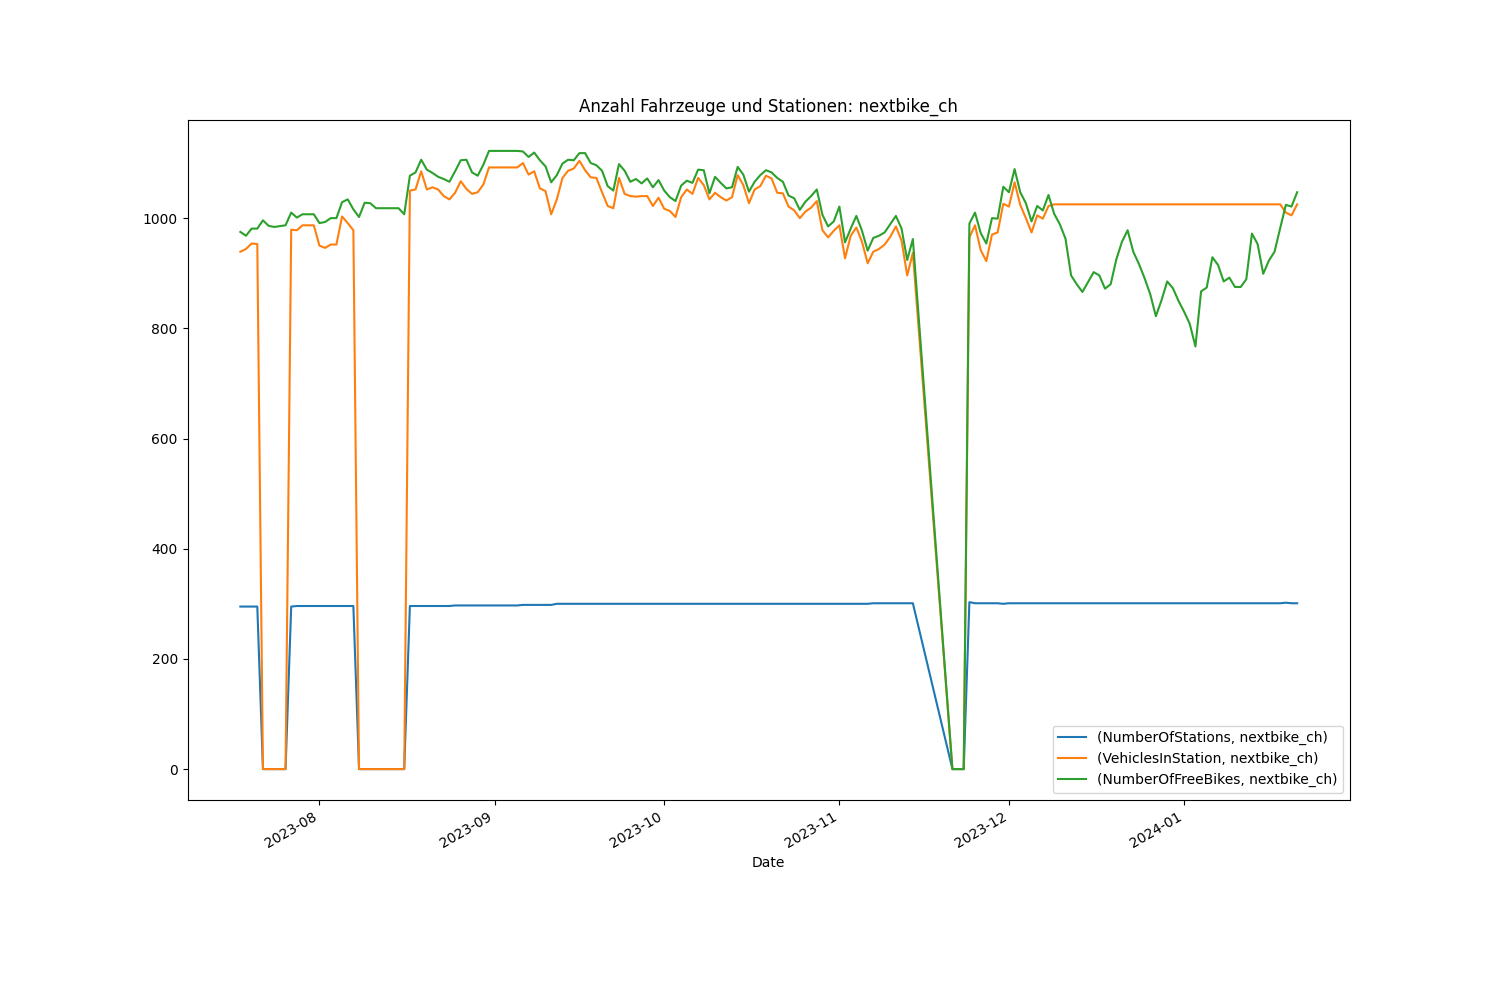 Anzahl Fahrzeuge und Stationen: nextbike_ch
1000
800
600
400
200
0
(NumberOfStations, nextbike_ch)
(VehiclesInStation, nextbike_ch)
(NumberOfFreeBikes, nextbike_ch)
2023-08
2023-09
2023-10
2023-11
2023-12
2024-01
Date